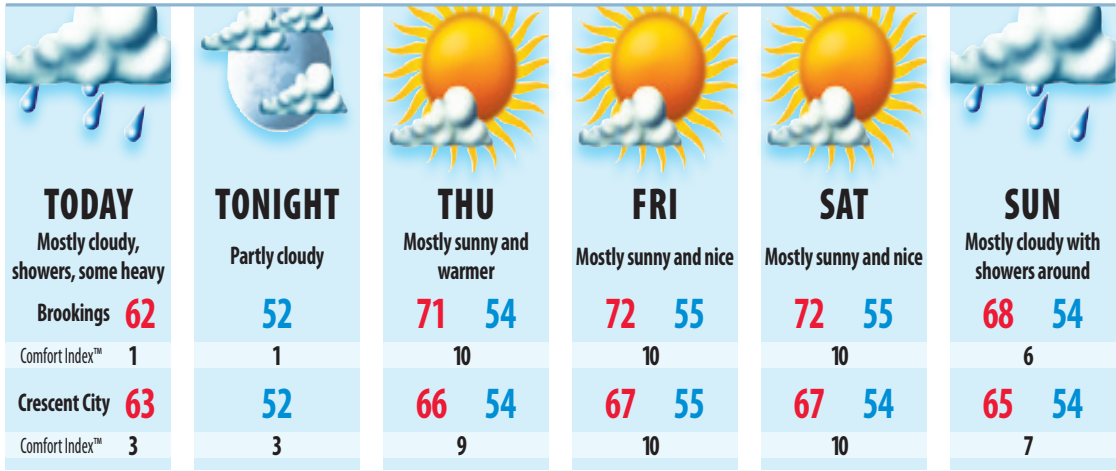 TODAY
Mostly cloudy,
showers, some heavy
TONIGHT
Partly cloudy
THU
Mostly sunny and
warmer
FRI
Mostly sunny and nice
SAT
Mostly sunny and nice
SUN
Mostly cloudy with
showers around
Brookings 62 52 71 54 72 55 72 55 68 54
Comfort Index™ 1 1 10 10 10 6
Crescent City 63 52 66 54 67 55 67 54 65 54
Comfort Index™ 3 3 9 10 10 7